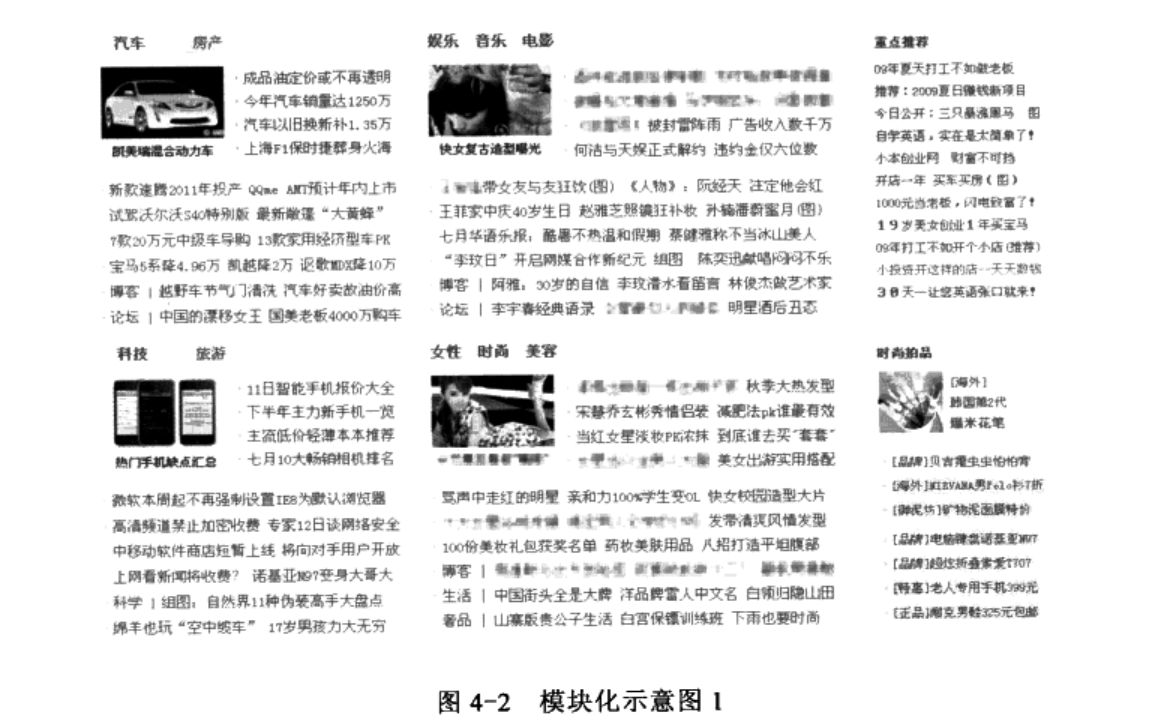 汽车 房产
成品油定价或不再透明
今年汽车销量达1250万
汽车以旧换新补1.35万
上海F1保时捷葬身火海
凯美瑞混合动力车
新款速腾2011年投产 QQme AMT预计年内上市
试驾沃尔沃S40特别版 最新敞篷“大黄蜂”
7款20万元中级车导购 13款家用经济型车PK
宝马5系降4.96万 凯越降2万 讴歌MDX降10万
博客 | 越野车节气门清洗 汽车好卖敌油价高
论坛 | 中国的漂移女王 国美老板4000万购车
娱乐 音乐 电影
被封雷阵雨 广告收入数千万
何洁与天娱正式解约 违约金仅六位数
快女复古造型曝光
带女友与友狂饮(图) 《人物》：阮经天 注定他会红
王菲家中庆40岁生日 赵雅芝照镜狂补妆 孙楠潘蔚蜜月(图)
七月华语乐报：酷暑不热温和假期 蔡健雅称不当冰山美人
“李玟日”开启网媒合作新纪元 组图 陈奕迅献唱闷闷不乐
博客 | 阿雅：30岁的自信 李玟潜水看留言 林俊杰做艺术家
论坛 | 李宇春经典语录 明星酒后丑态
重点推荐
09年夏天打工不如做老板
推荐：2009夏日赚钱新项目
今日公开：三只暴涨黑马 图
自学英语，实在是太简单了！
小本创业网 财富不可挡
开店一年 买车买房（图）
1000元当老板，闪电致富了！
19岁美女创业1年买宝马
09年打工不如开个小店(推荐)
小投资开这样的店--天天数钱
30天一让您英语张口就来！
科技 旅游
11日智能手机报价大全
下半年主力新手机一览
主流低价轻薄本本推荐
七月10大畅销相机排名
热门手机缺点汇总
微软本周起不再强制设置IE8为默认浏览器
高清频道禁止加密收费 专家12日谈网络安全
中移动软件商店短暂上线 将向对手用户开放
上网看新闻将收费？ 诺基亚N97变身大哥大
科学 | 组图：自然界11种伪装高手大盘点
绵羊也玩“空中缆车” 17岁男孩力大无穷
女性 时尚 美容
秋季大热发型
宋慧乔玄彬秀情侣装 减肥法pk谁最有效
当红女星淡妆PK浓抹 到底谁去买“套套”
美女出游实用搭配
骂声中走红的明星 亲和力100%学生变OL 快女校园造型大片
发带清爽风情发型
100份美妆礼包获奖名单 药妆美肤用品 八招打造平坦腹部
博客 |
生活 | 中国街头全是大牌 洋品牌雷人中文名 白领归隐山田
奢品 | 山寨版贵公子生活 白宫保镖训练班 下雨也要时尚
时尚拍品
[海外]
韩国第2代
爆米花笔
[品牌]贝吉獾虫虫怕怕霄
[海外]NIRVANA男Polo衫7折
[御泥坊]矿物泥面膜特价
[品牌]电脑键盘诺基亚N97
[品牌]超炫折叠索爱T707
[特惠]老人专用手机399元
[正品]耐克男鞋325元包邮
图 4-2 模块化示意图 1